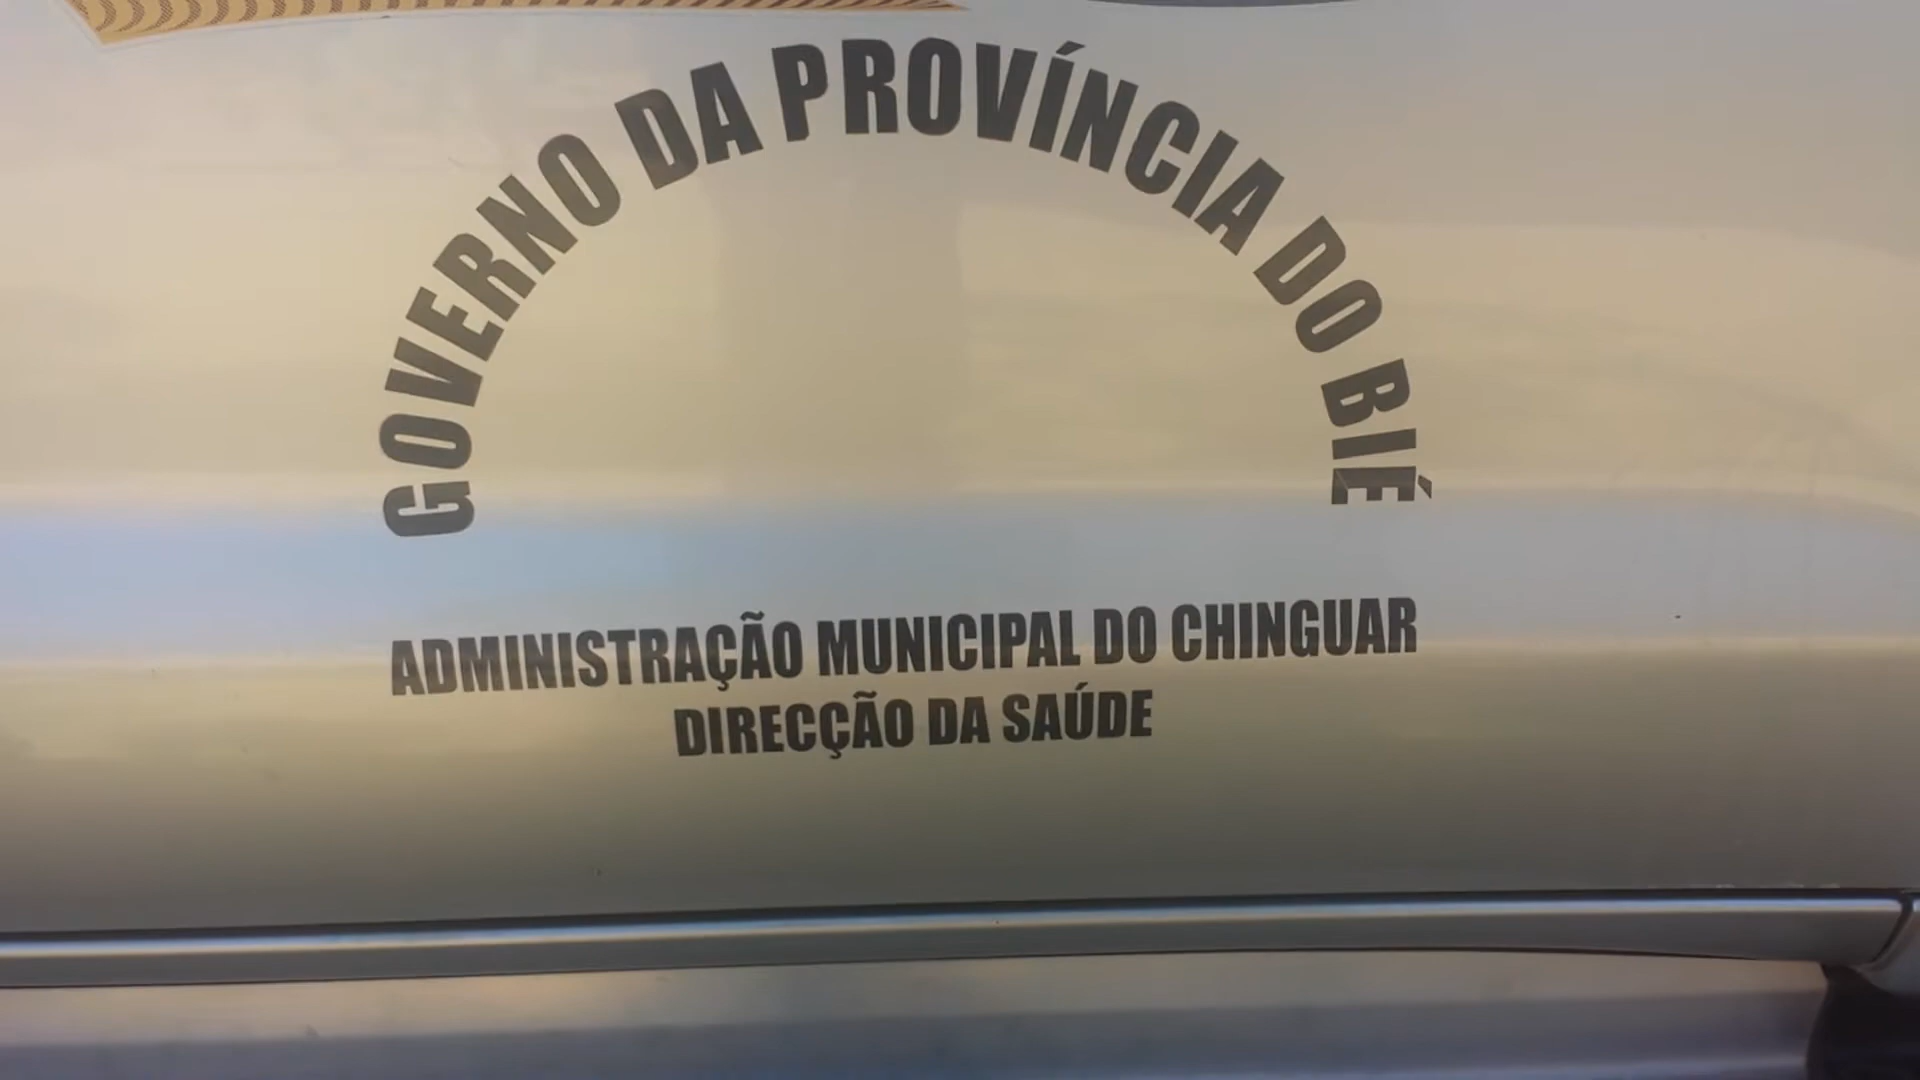 GOVERNO DA PROVÍNCIA DO BIÉ
ADMINISTRAÇÃO MUNICIPAL DO CHINGUAR
DIRECÇÃO DA SAÚDE